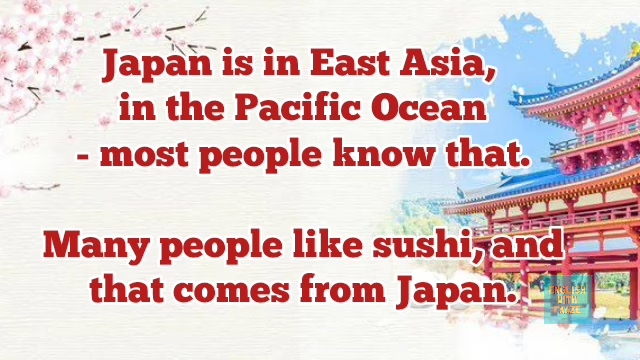 Japan is in East Asia,
in the Pacific Ocean
- most people know that.
Many people like sushi, and
that comes from Japan.
ENGLISH
WITH